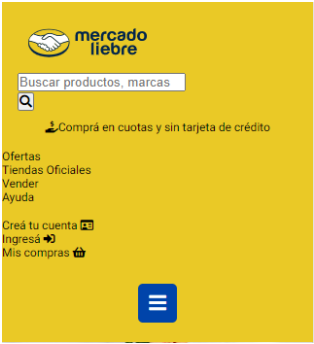 mercado
liebre
Buscar productos, marcas
Comprá en cuotas y sin tarjeta de crédito
Ofertas
Tiendas Oficiales
Vender
Ayuda
Creá tu cuenta
Ingresá
Mis compras